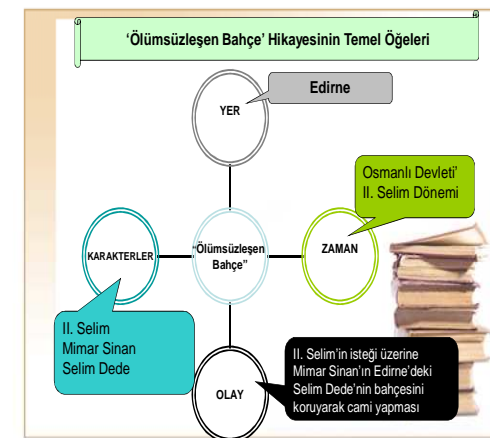 ‘Ölümsüzleşen Bahçe’ Hikayesinin Temel Öğeleri
YER
Edirne
Osmanlı Devleti’
II. Selim Dönemi
KARAKTERLER
“Ölümsüzleşen
Bahçe”
ZAMAN
II. Selim
Mimar Sinan
Selim Dede
OLAY
II. Selim’in isteği üzerine
Mimar Sinan’ın Edirne’deki
Selim Dede’nin bahçesini
koruyarak cami yapması